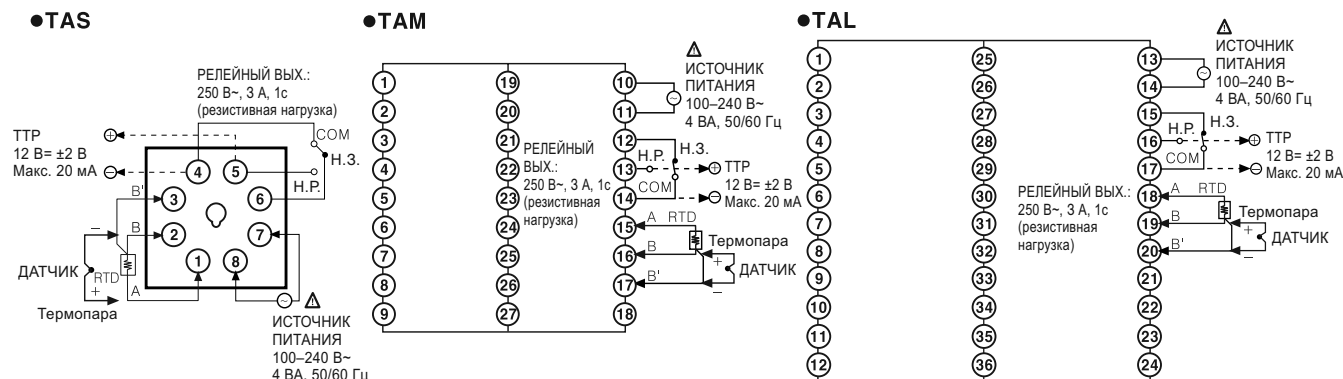 ●TAS
РЕЛЕЙНЫЙ ВЫХ.:
250 В~, 3 А, 1с
(резистивная нагрузка)
ТТР
12 В= ±2 В
Макс. 20 мА
COM
Н.З.
Н.Р.
4
5
3
6
2
7
1
8
B'
B
A
RTD
–
+
ДАТЧИК
Термопара
ИСТОЧНИК
ПИТАНИЯ
100–240 В~
4 ВА, 50/60 Гц
●TAM
1
2
3
4
5
6
7
8
9
19
20
21
22
23
24
25
26
27
10
11
12
13
14
15
16
17
18
ИСТОЧНИК
ПИТАНИЯ
100–240 В~
4 ВА, 50/60 Гц
РЕЛЕЙНЫЙ
ВЫХ.:
250 В~, 3 А, 1с
(резистивная
нагрузка)
Н.З.
Н.Р.
COM
ТТР
12 В= ±2 В
Макс. 20 мА
A
RTD
B
B'
Термопара
+
–
ДАТЧИК
●TAL
1
2
3
4
5
6
7
8
9
10
11
12
25
26
27
28
29
30
31
32
33
34
35
36
13
14
15
16
17
18
19
20
21
22
23
24
ИСТОЧНИК
ПИТАНИЯ
100–240 В~
4 ВА, 50/60 Гц
Н.З.
Н.Р.
COM
ТТР
12 В= ±2 В
Макс. 20 мА
РЕЛЕЙНЫЙ ВЫХ.:
250 В~, 3 А, 1с
(резистивная
нагрузка)
A
RTD
B
B'
Термопара
+
–
ДАТЧИК